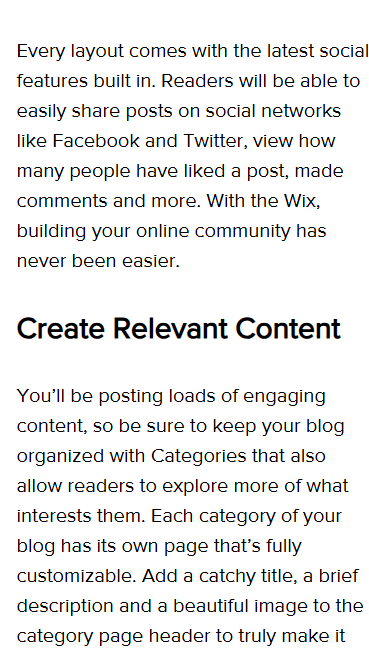 Every layout comes with the latest social
features built in. Readers will be able to
easily share posts on social networks
like Facebook and Twitter, view how
many people have liked a post, made
comments and more. With the Wix,
building your online community has
never been easier.
Create Relevant Content
You’ll be posting loads of engaging
content, so be sure to keep your blog
organized with Categories that also
allow readers to explore more of what
interests them. Each category of your
blog has its own page that’s fully
customizable. Add a catchy title, a brief
description and a beautiful image to the
category page header to truly make it